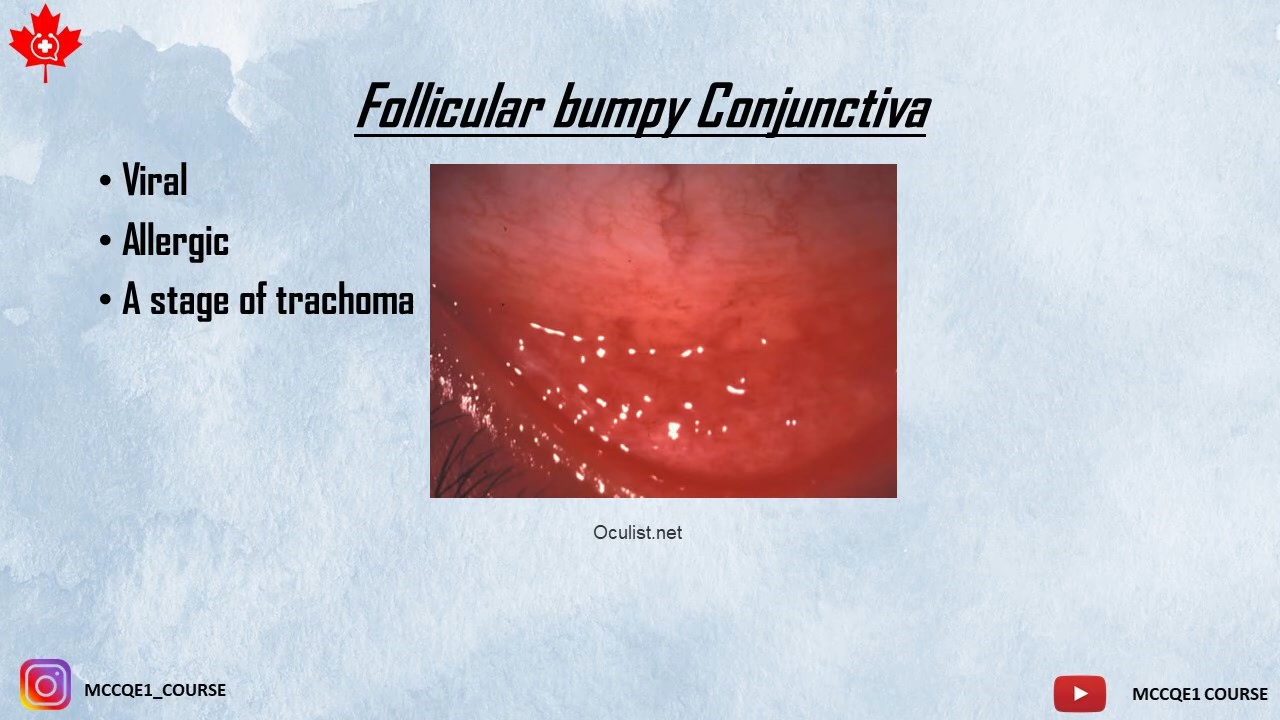 Follicular bumpy Conjunctiva
• Viral
• Allergic
• A stage of trachoma
Oculist.net
MCCQE1_COURSE
MCCQE1 COURSE